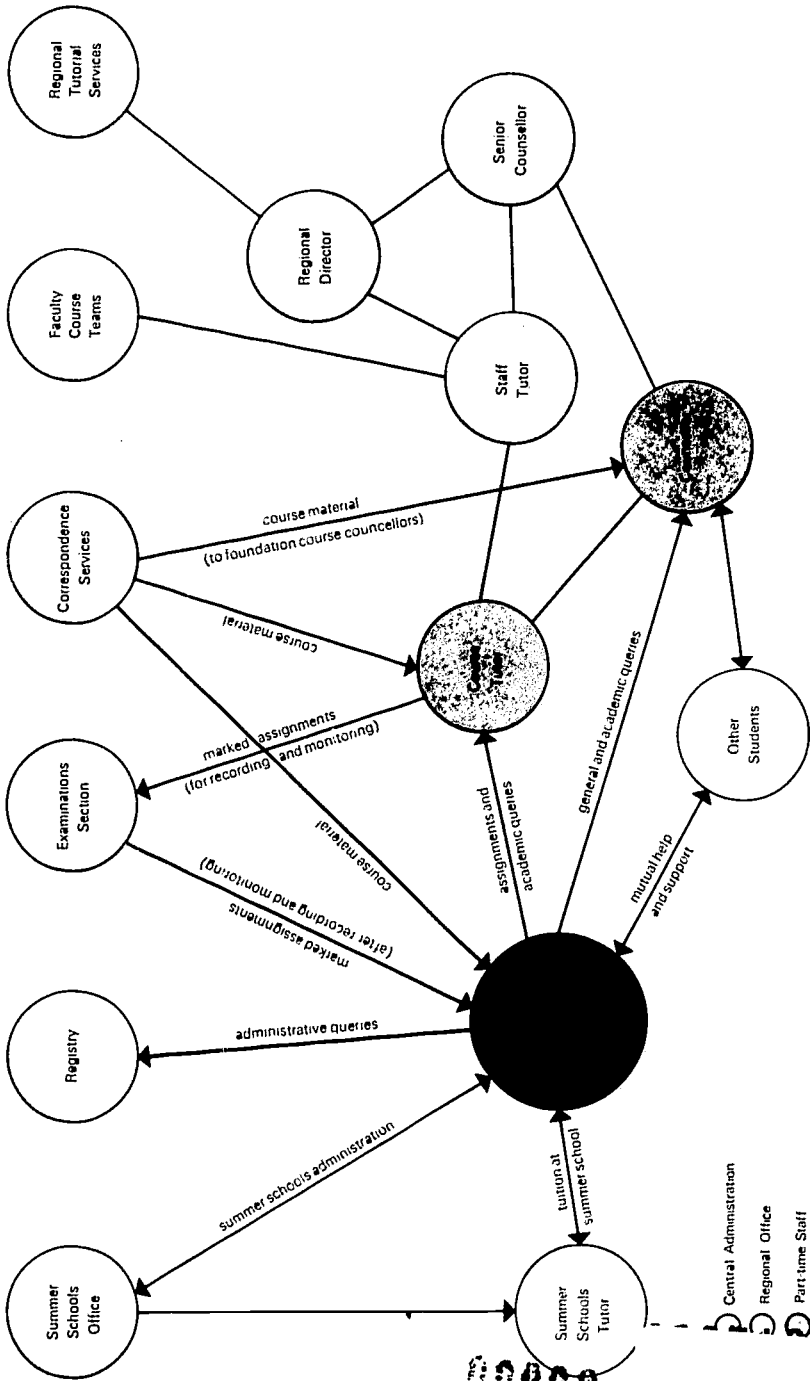 Summer
Schools
Office
Registry
Examinations
Section
Correspondence
Services
Faculty
Course
Teams
Regional
Tutorial
Services
Regional
Director
Senior
Counsellor
Staff
Tutor
Course
Tutor
Other
Students
Summer
Schools
Tutor
summer schools administration
administrative queries
marked assignments
(after recording and monitoring)
course material
marked assignments
(for recording and monitoring)
course material
course material
(to foundation course councellors)
assignments and
academic queries
general and academic queries
mutual help
and support
tuition at
summer school
Central Administration
Regional Office
Part-time Staff